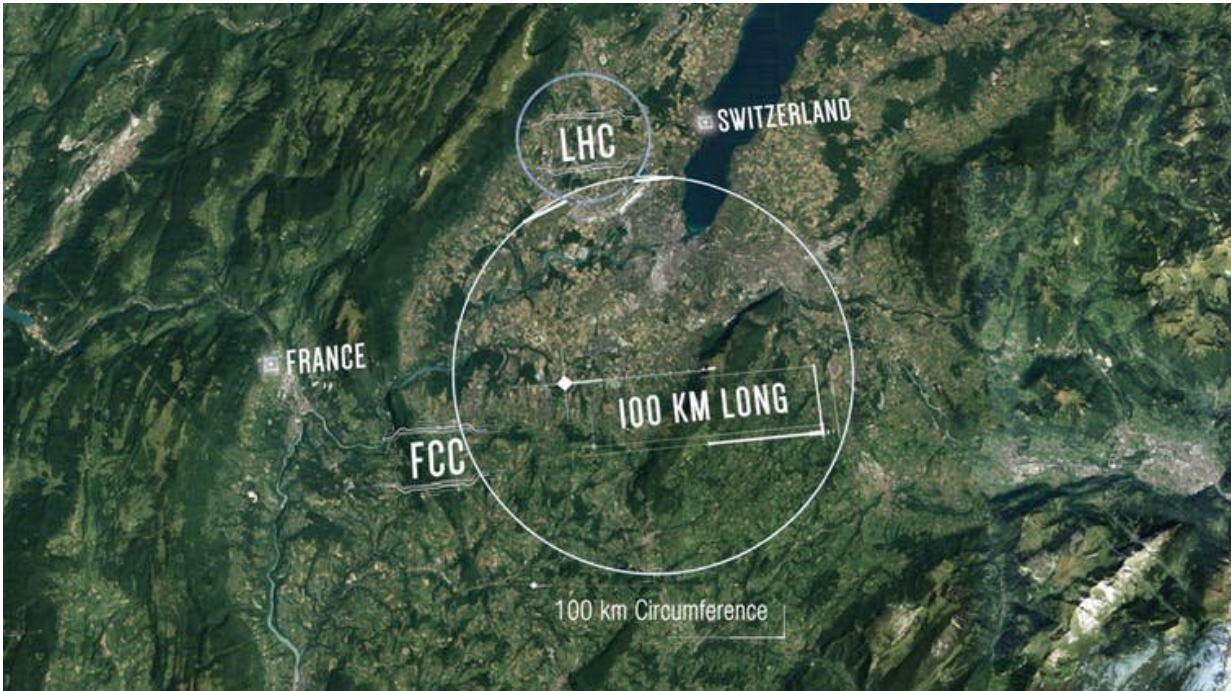 LHC
SWITZERLAND
FRANCE
100 KM LONG
FCC
100 km Circumference